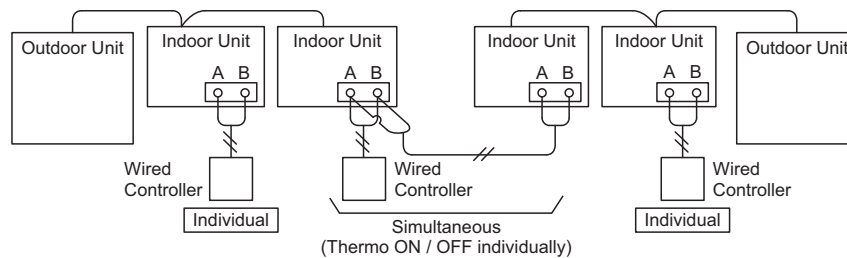 Outdoor Unit
Indoor Unit
A B
Indoor Unit
A B
Indoor Unit
A B
Indoor Unit
A B
Outdoor Unit
Wired
Controller
Individual
Wired
Controller
Wired
Controller
Individual
Simultaneous
(Thermo ON / OFF individually)